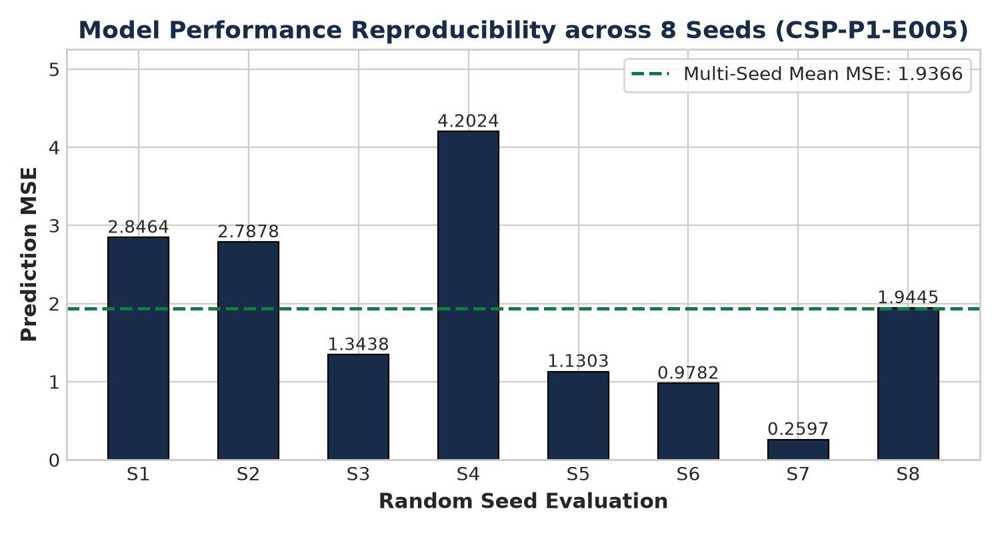 Model Performance Reproducibility across 8 Seeds (CSP-P1-E005)
Multi-Seed Mean MSE: 1.9366
Prediction MSE
5
4
3
2
1
0
2.8464
2.7878
1.3438
4.2024
1.1303
0.9782
0.2597
1.9445
S1 S2 S3 S4 S5 S6 S7 S8
Random Seed Evaluation